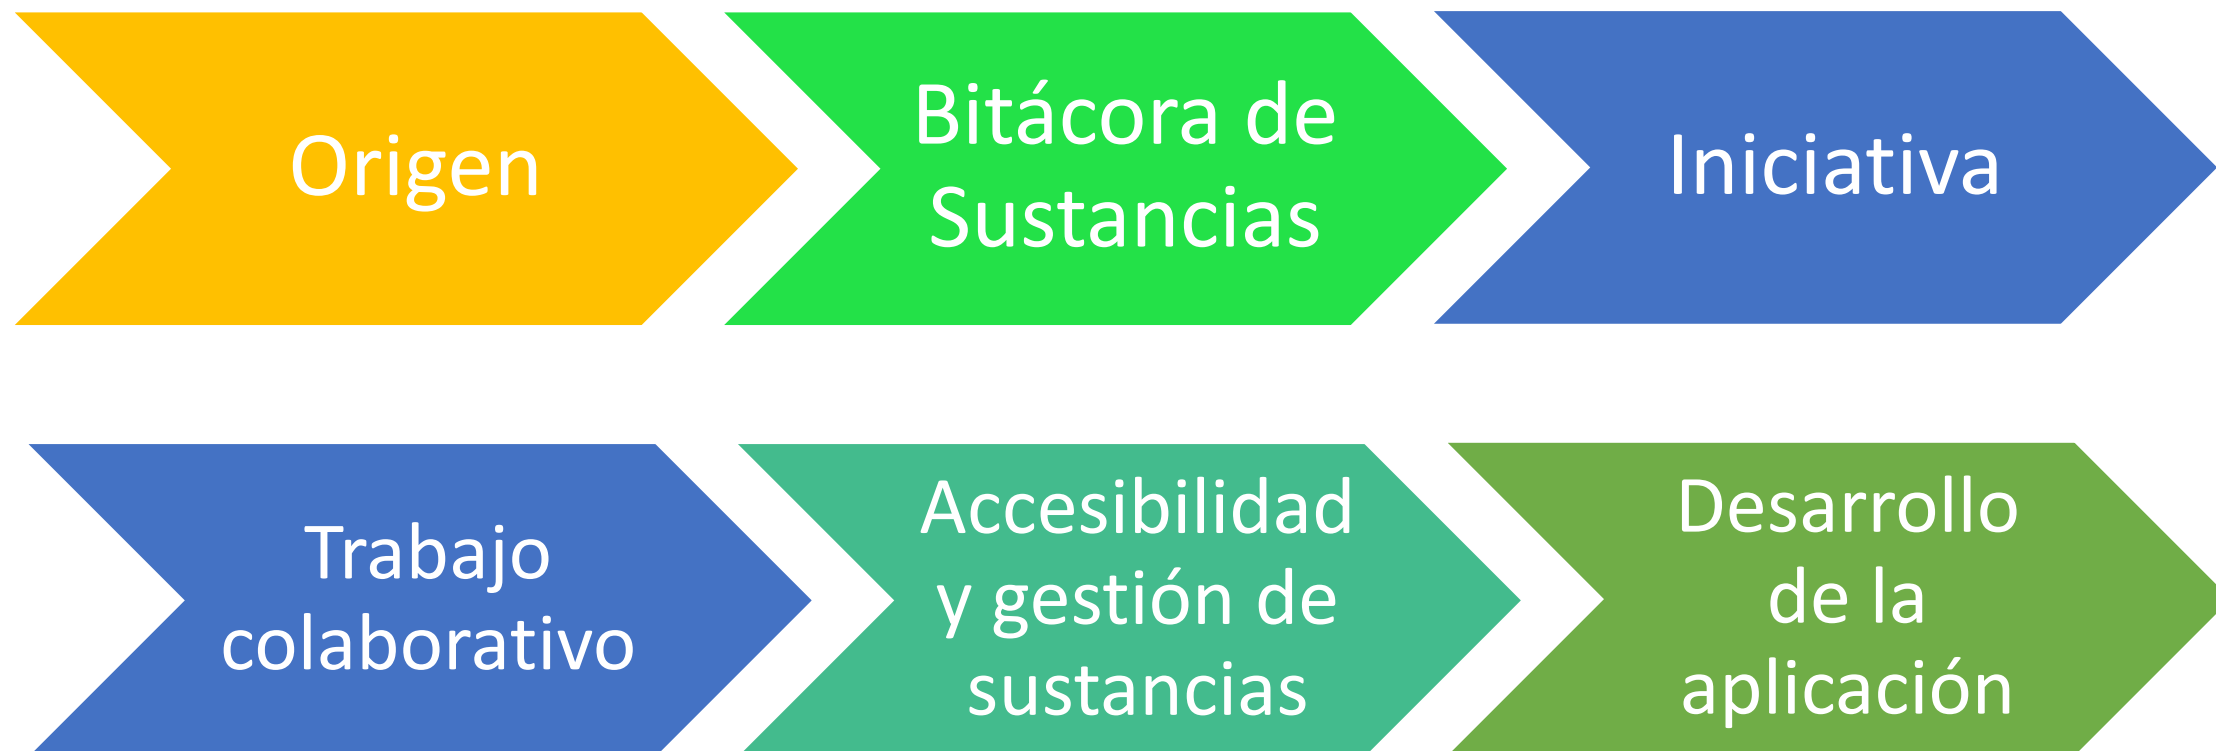 Origen
Bitácora de
Sustancias
Iniciativa
Trabajo
colaborativo
Accesibilidad
y gestión de
sustancias
Desarrollo
de la
aplicación